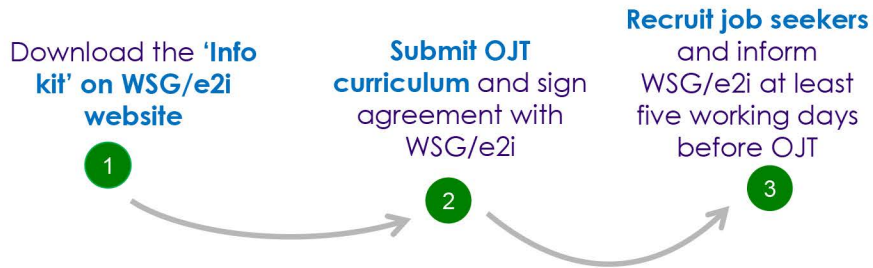 Download the ‘Info
kit’ on WSG/e2i
website
1
Submit OJT
curriculum and sign
agreement with
WSG/e2i
2
Recruit job seekers
and inform
WSG/e2i at least
five working days
before OJT
3